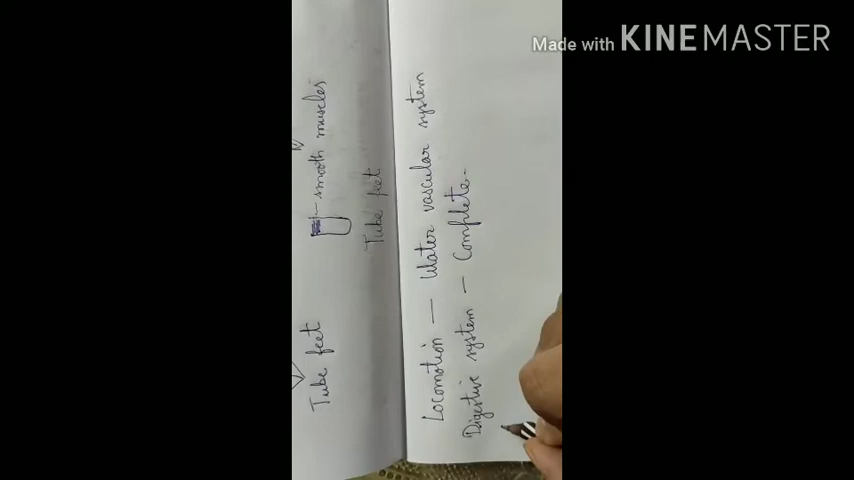 Made with KINEMASTER
Tube feet
smooth muscles
Tube feet
Locomotion — Water vascular system
Digestive system — Complete.